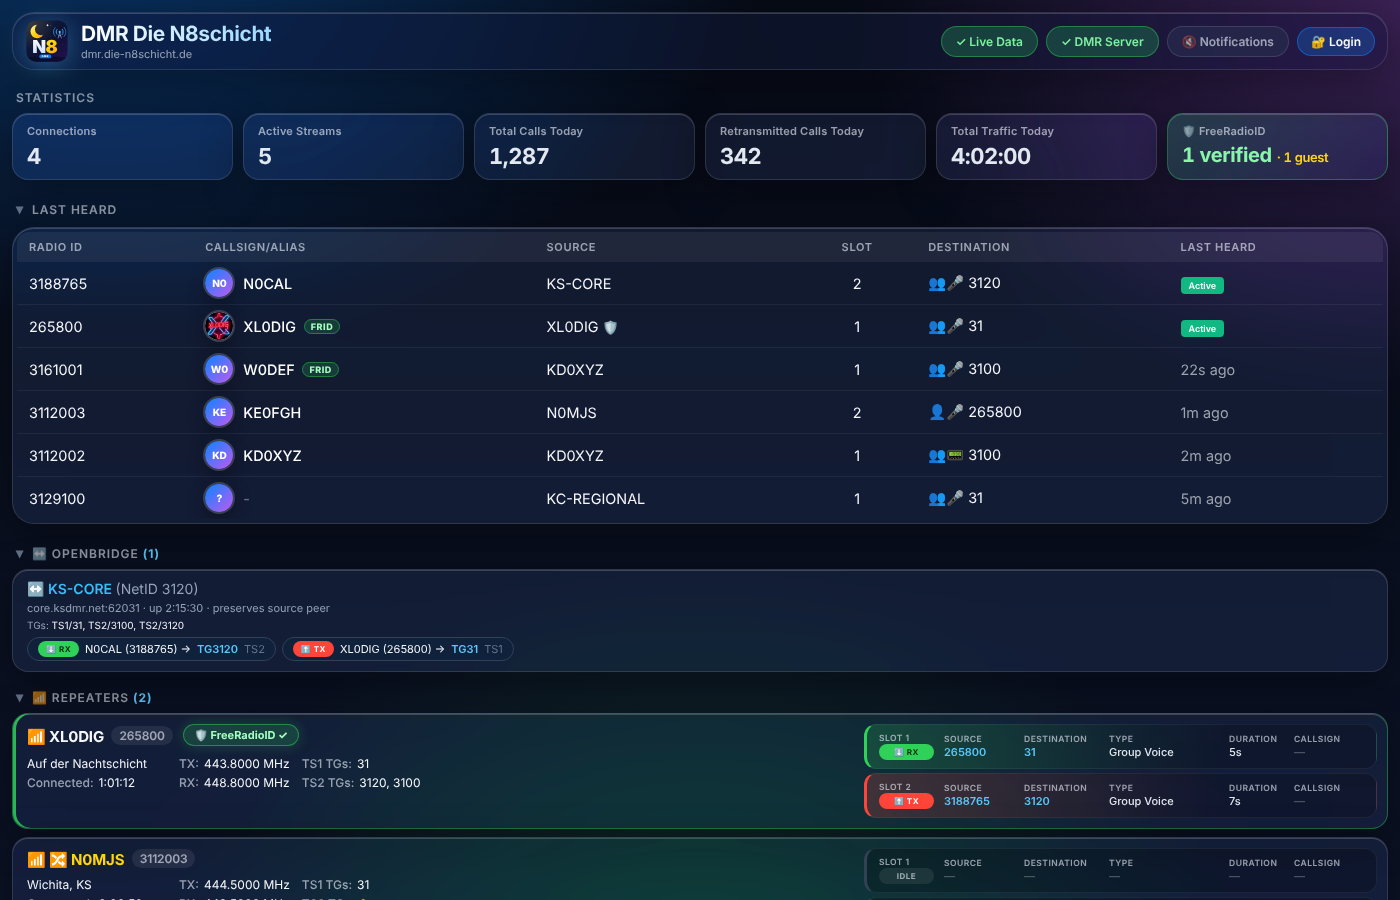 N8
DMR Die N8schicht
dmr.die-n8schicht.de
✓ Live Data
✓ DMR Server
Notifications
Login
STATISTICS
Connections
4
Active Streams
5
Total Calls Today
1,287
Retransmitted Calls Today
342
Total Traffic Today
4:02:00
FreeRadioID
1 verified · 1 guest
▼ LAST HEARD
RADIO ID CALLSIGN/ALIAS SOURCE SLOT DESTINATION LAST HEARD
3188765 N0 N0CAL KS-CORE 2 3120 Active
265800 XL0DIG FRID XL0DIG 1 31 Active
3161001 W0 W0DEF FRID KD0XYZ 1 3100 22s ago
3112003 KE KE0FGH N0MJS 2 265800 1m ago
3112002 KD KD0XYZ KD0XYZ 1 3100 2m ago
3129100 ? - KC-REGIONAL 1 31 5m ago
▼ OPENBRIDGE (1)
KS-CORE (NetID 3120)
core.ksdmr.net:62031 · up 2:15:30 · preserves source peer
TGs: TS1/31, TS2/3100, TS2/3120
RX N0CAL (3188765) → TG3120 TS2
TX XL0DIG (265800) → TG31 TS1
▼ REPEATERS (2)
XL0DIG 265800 FreeRadioID ✓
Auf der Nachtschicht TX: 443.8000 MHz TS1 TGs: 31
Connected: 1:01:12 RX: 448.8000 MHz TS2 TGs: 3120, 3100
SLOT 1 SOURCE DESTINATION TYPE DURATION CALLSIGN
RX 265800 31 Group Voice 5s —
SLOT 2 SOURCE DESTINATION TYPE DURATION CALLSIGN
TX 3188765 3120 Group Voice 7s —
N0MJS 3112003
Wichita, KS TX: 444.5000 MHz TS1 TGs: 31
SLOT 1 SOURCE DESTINATION TYPE DURATION CALLSIGN
IDLE — — — — —